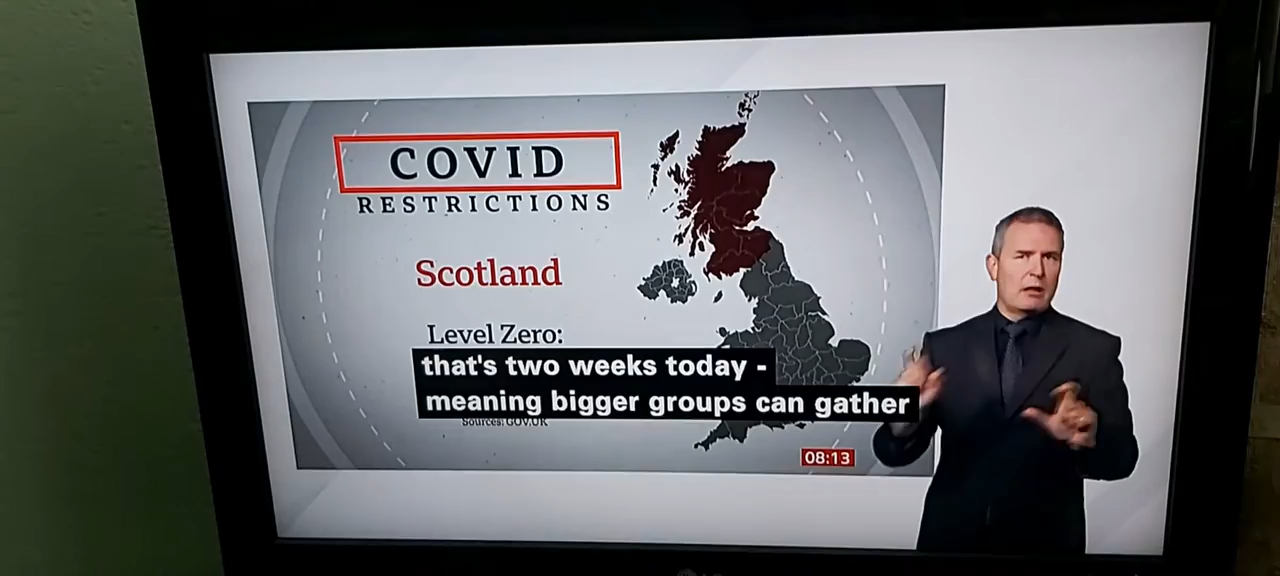 COVID
RESTRICTIONS
Scotland
Level Zero:
that's two weeks today -
meaning bigger groups can gather
Sources: GOV.UK
08:13